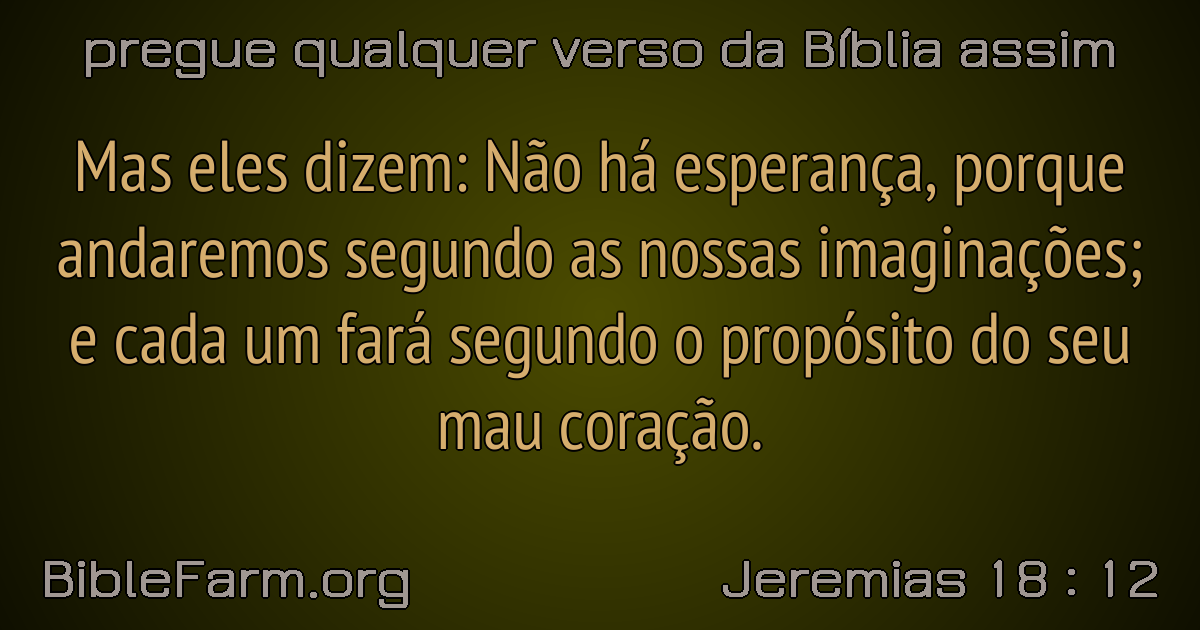 pregue qualquer verso da Bíblia assim
Mas eles dizem: Não há esperança, porque
andaremos segundo as nossas imaginações;
e cada um fará segundo o propósito do seu
mau coração.
BibleFarm.org
Jeremias 18 : 12